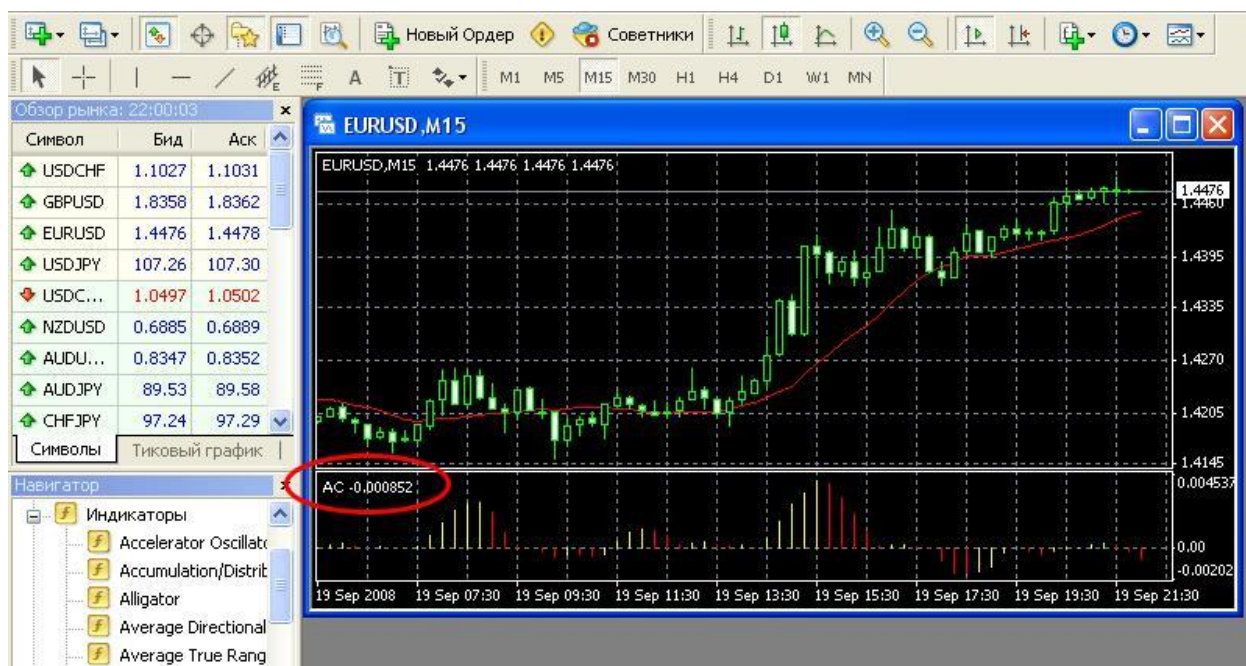 Новый Ордер Советники
E F A T M1 M5 M15 M30 H1 H4 D1 W1 MN
Обзор рынка: 22:00:03
Символ Бид Аск
USDCHF 1.1027 1.1031
GBPUSD 1.8358 1.8362
EURUSD 1.4476 1.4478
USDJPY 107.26 107.30
USDC... 1.0497 1.0502
NZDUSD 0.6885 0.6889
AUDU... 0.8347 0.8352
AUDJPY 89.53 89.58
CHFJPY 97.24 97.29
Символы Тиковый график
Навигатор
Индикаторы
Accelerator Oscillato
Accumulation/Distrib
Alligator
Average Directional
Average True Rang
EURUSD,M15
EURUSD,M15 1.4476 1.4476 1.4476 1.4476
1.4476
1.4460
1.4395
1.4335
1.4270
1.4205
1.4145
AC -0.000852
0.004537
0.00
-0.00202
19 Sep 2008 19 Sep 07:30 19 Sep 09:30 19 Sep 11:30 19 Sep 13:30 19 Sep 15:30 19 Sep 17:30 19 Sep 19:30 19 Sep 21:30